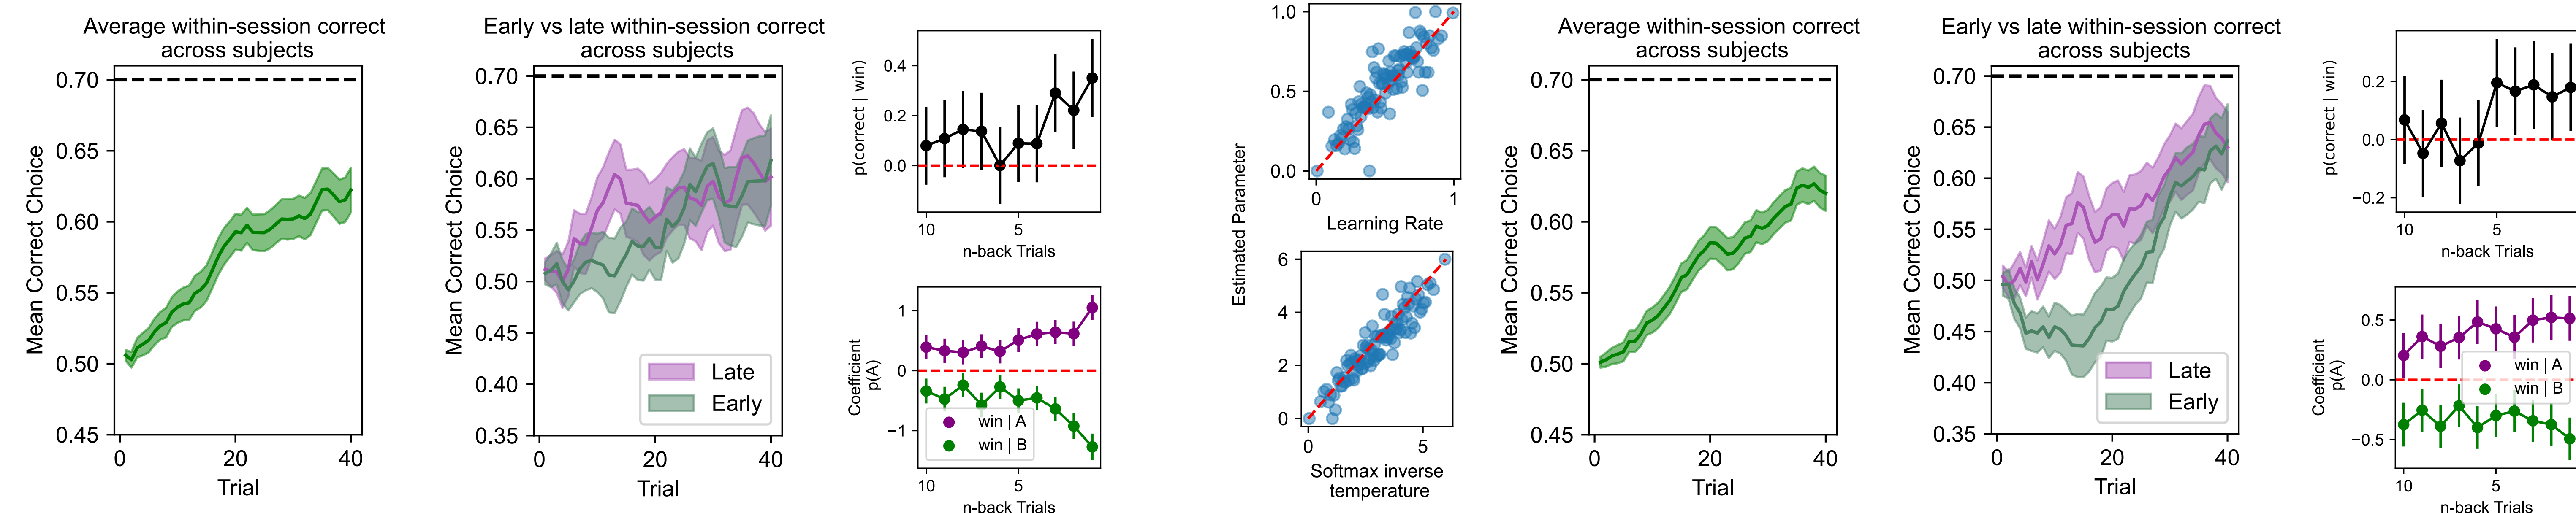 Average within-session correct
across subjects
Mean Correct Choice
0.70
0.65
0.60
0.55
0.50
0.45
0
20
40
Trial
Early vs late within-session correct
across subjects
Mean Correct Choice
0.70
0.65
0.60
0.55
0.50
0.45
0.40
0.35
Late
Early
0
20
40
Trial
p(correct | win)
0.4
0.2
0.0
10
5
n-back Trials
Coefficient
p(A)
1
0
−1
win | A
win | B
10
5
n-back Trials
Estimated Parameter
1.0
0.5
0.0
0
1
Learning Rate
6
4
2
0
0
5
Softmax inverse
temperature
Average within-session correct
across subjects
Mean Correct Choice
0.70
0.65
0.60
0.55
0.50
0.45
0
20
40
Trial
Early vs late within-session correct
across subjects
Mean Correct Choice
0.70
0.65
0.60
0.55
0.50
0.45
0.40
0.35
Late
Early
0
20
40
Trial
p(correct | win)
0.2
0.0
−0.2
10
5
n-back Trials
Coefficient
p(A)
0.5
0.0
−0.5
win | A
win | B
10
5
n-back Trials